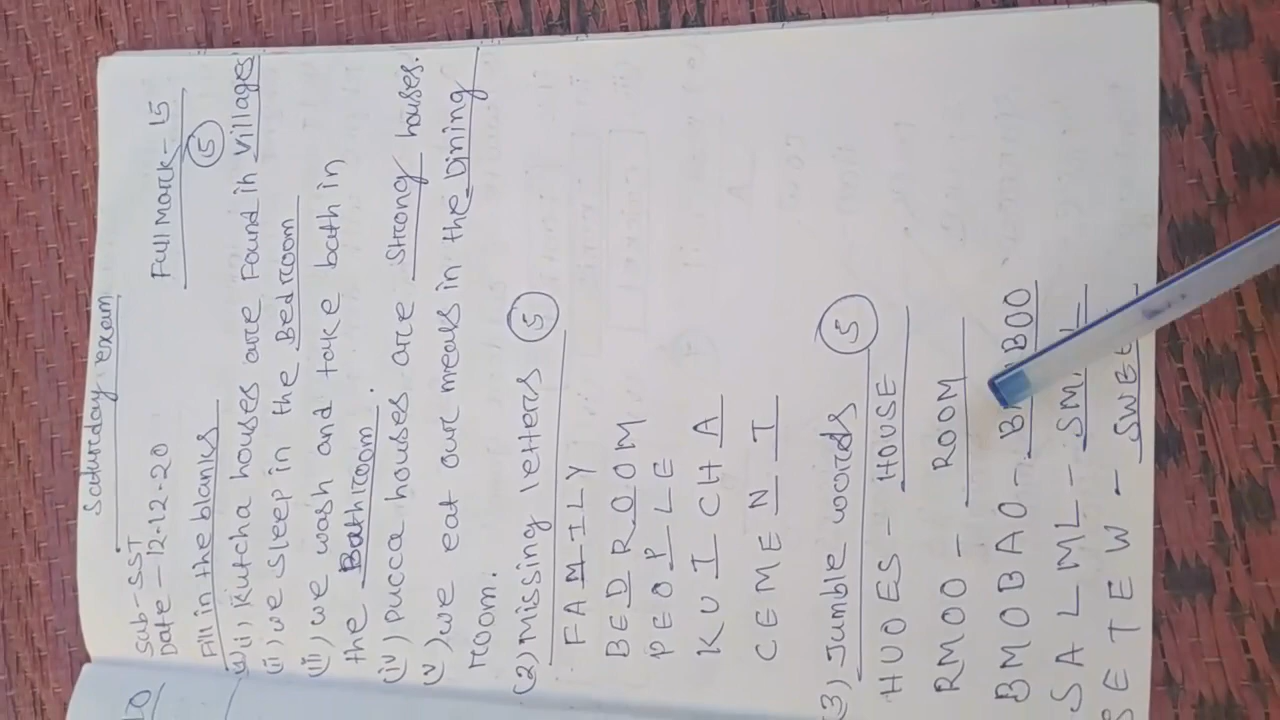 Saturday exam
Sub-SST
Date - 12.12.20 Full Mark - 15
Fill in the blanks 5
(i) Kutcha houses are found in villages
(ii) we sleep in the Bedroom
(iii) we wash and take bath in
the Bathroom.
(iv) pucca houses are strong houses.
(v) we eat our meals in the Dining
room.
(2) Missing letters 5
FAMILY
BEDROOM
PEOPLE
KUICHA
CEMENT
(3) Jumble words 5
HUOES - HOUSE
RMOO - ROOM
BMOBAO -
SALML -
SETEW -